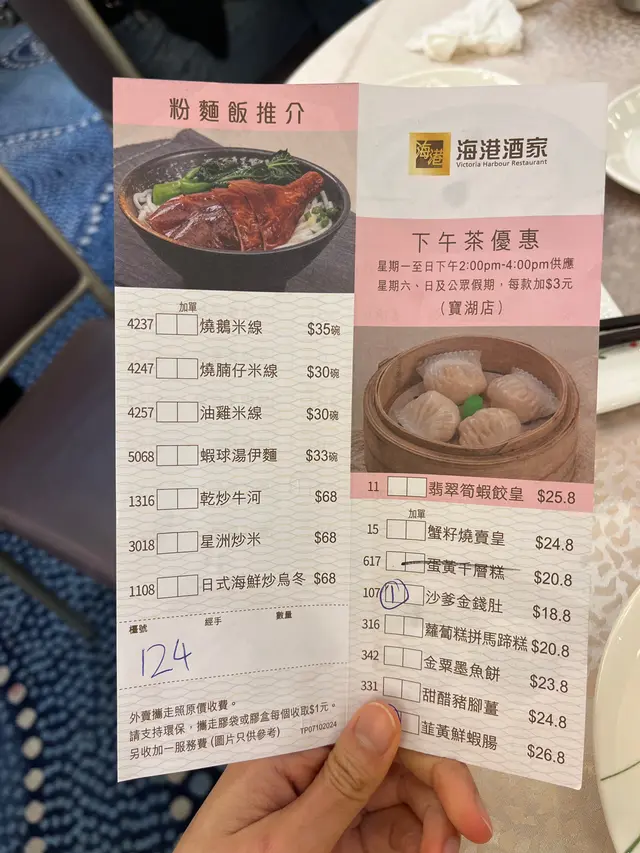 粉麵飯推介
加單
4237 燒鵝米線 $35碗
4247 燒腩仔米線 $30碗
4257 油雞米線 $30碗
5068 蝦球湯伊麵 $33碗
1316 乾炒牛河 $68
3018 星洲炒米 $68
1108 日式海鮮炒烏冬 $68
檯號 經手 數量
124
外賣攜走照原價收費。
請支持環保，攜走膠袋或膠盒每個收取$1元。
另收加一服務費 (圖片只供參考) TP07102024
海港
海港酒家
Victoria Harbour Restaurant
下午茶優惠
星期一至日下午2:00pm-4:00pm供應
星期六、日及公眾假期，每款加$3元
(寶湖店)
11 翡翠筍蝦餃皇 $25.8
加單
15 蟹籽燒賣皇 $24.8
617 蛋黃千層糕 $20.8
107 1 沙爹金錢肚 $18.8
316 蘿蔔糕拼馬蹄糕 $20.8
342 金粟墨魚餅 $23.8
331 甜醋豬腳薑 $24.8
韮黃鮮蝦腸 $26.8